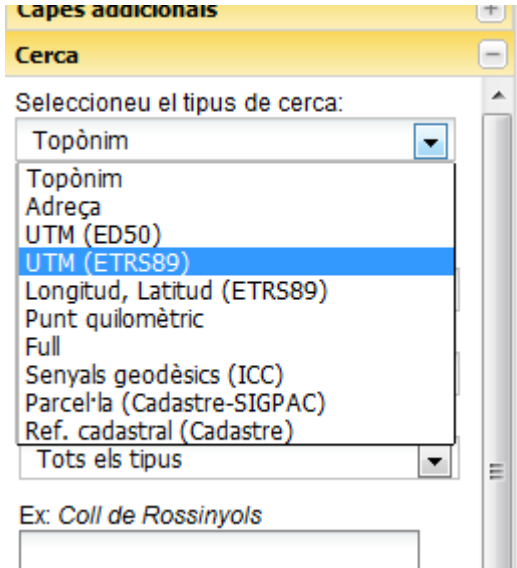 Capes addicionals
Cerca
Seleccioneu el tipus de cerca:
Topònim
Topònim
Adreça
UTM (ED50)
UTM (ETRS89)
Longitud, Latitud (ETRS89)
Punt quilomètric
Full
Senyals geodèsics (ICC)
Parcel·la (Cadastre-SIGPAC)
Ref. cadastral (Cadastre)
Tots els tipus
Ex: Coll de Rossinyols